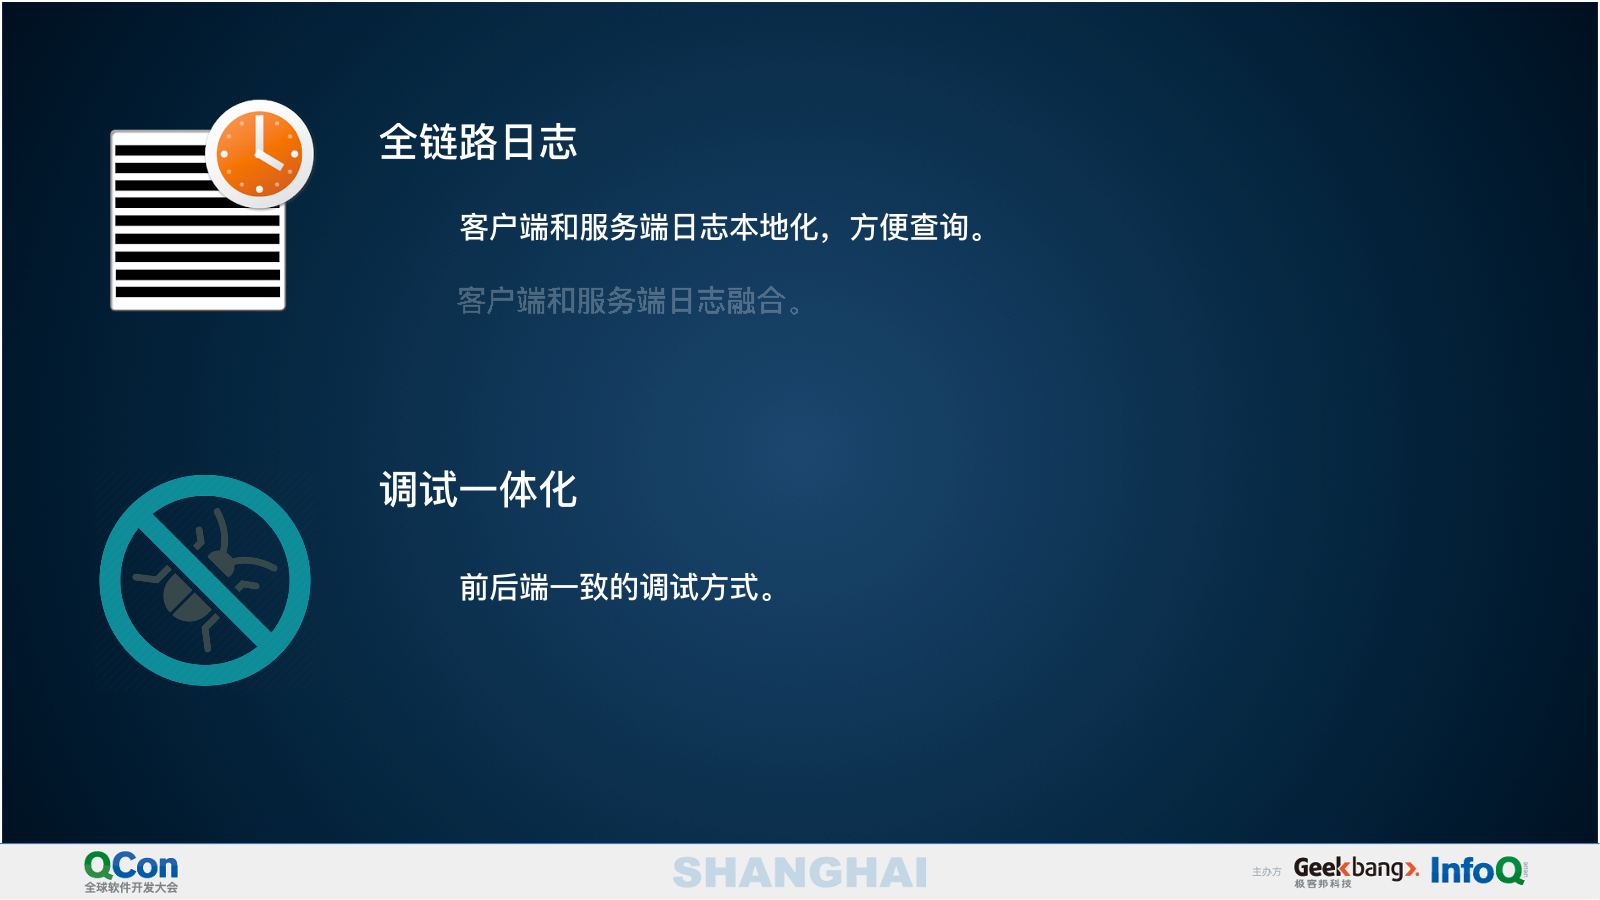 全链路日志
客户端和服务端日志本地化，方便查询。
客户端和服务端日志融合。
调试一体化
前后端一致的调试方式。
QCon
全球软件开发大会
SHANGHAI
主办方
Geekbang>.
极客邦科技
InfoQ